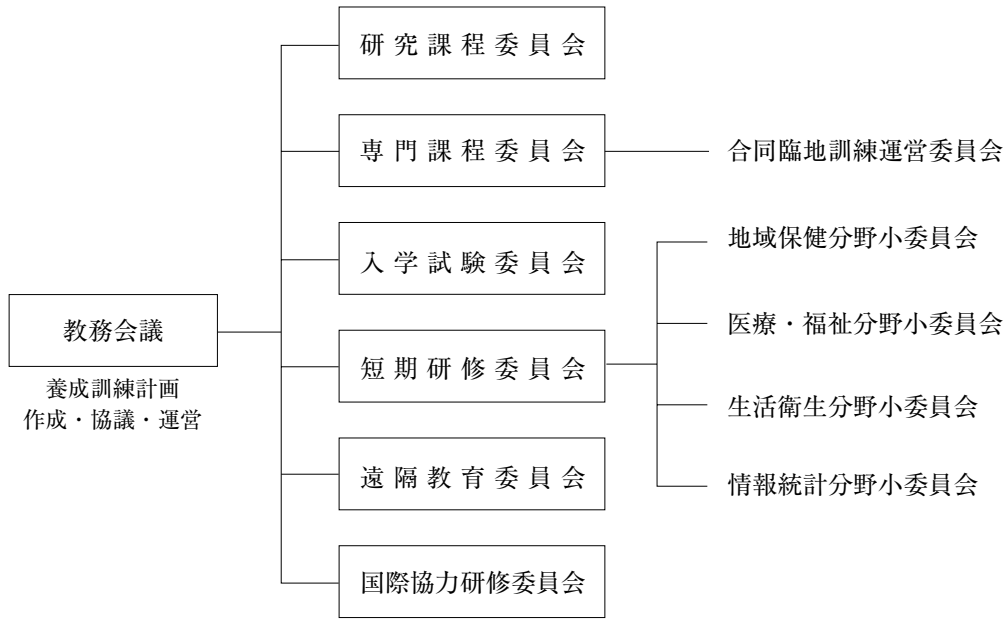 研究課程委員会
専門課程委員会
合同臨地訓練運営委員会
地域保健分野小委員会
入学試験委員会
教務会議
医療・福祉分野小委員会
短期研修委員会
養成訓練計画
作成・協議・運営
生活衛生分野小委員会
遠隔教育委員会
情報統計分野小委員会
国際協力研修委員会